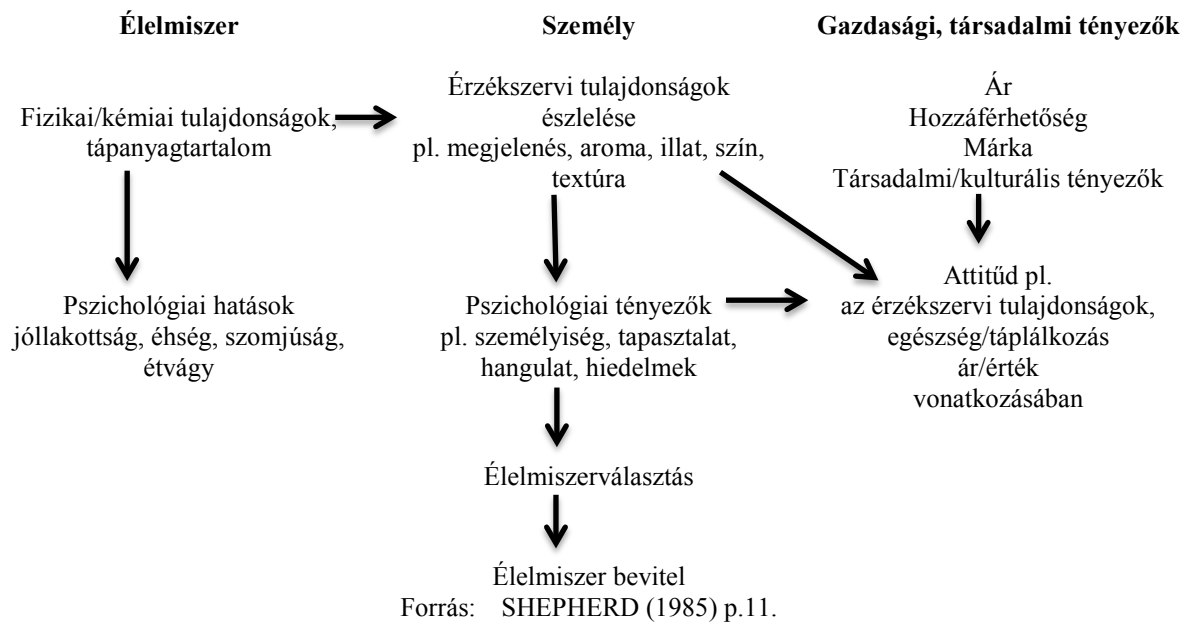 Élelmiszer
Személy
Gazdasági, társadalmi tényezők
Fizikai/kémiai tulajdonságok,
tápanyagtartalom
Érzékszervi tulajdonságok
észlelése
pl. megjelenés, aroma, illat, szín,
textúra
Ár
Hozzáférhetőség
Márka
Társadalmi/kulturális tényezők
Pszichológiai hatások
jóllakottság, éhség, szomjúság,
étvágy
Pszichológiai tényezők
pl. személyiség, tapasztalat,
hangulat, hiedelmek
Attitűd pl.
az érzékszervi tulajdonságok,
egészség/táplálkozás
ár/érték
vonatkozásában
Élelmiszerválasztás
Élelmiszer bevitel
Forrás: SHEPHERD (1985) p.11.